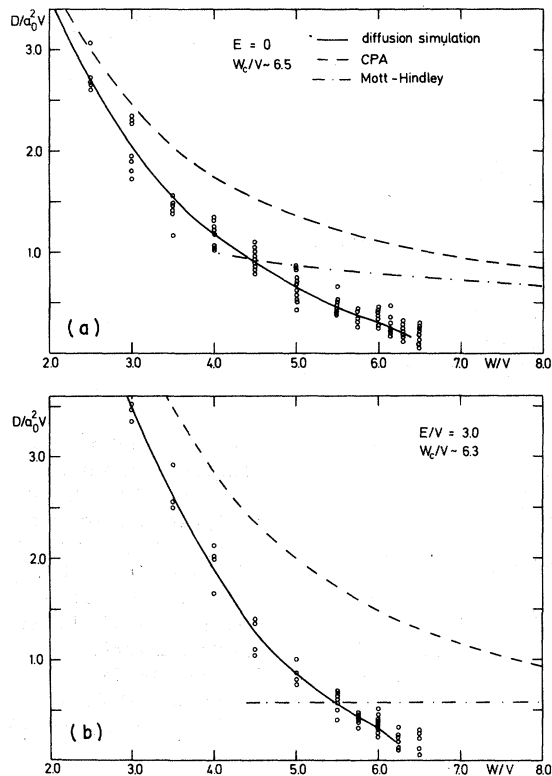 D/a₀²V
3.0
2.0
1.0
E = 0
W_c/V ~ 6.5
diffusion simulation
CPA
Mott - Hindley
(a)
2.0 3.0 4.0 5.0 6.0 7.0 W/V 8.0
D/a₀²V
3.0
2.0
1.0
E/V = 3.0
W_c/V ~ 6.3
(b)
2.0 3.0 4.0 5.0 6.0 7.0 W/V 8.0